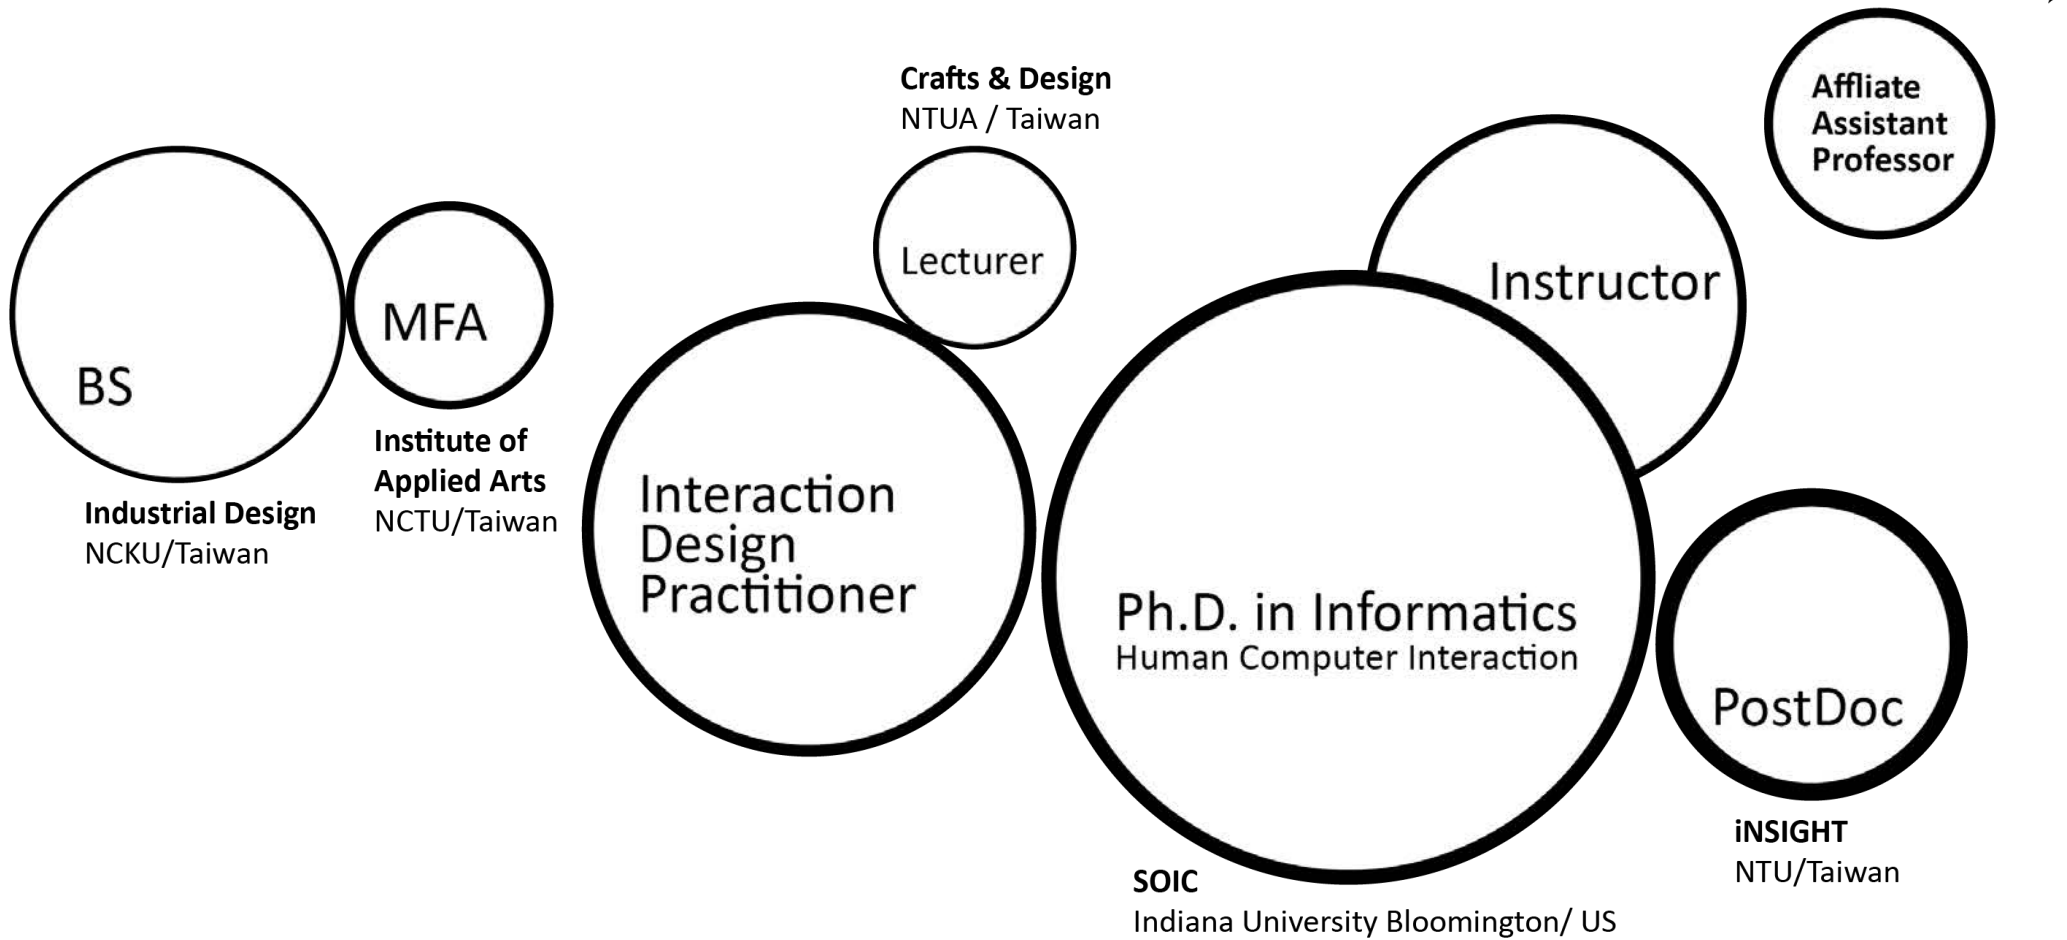 BS
Industrial Design
NCKU/Taiwan
MFA
Institute of
Applied Arts
NCTU/Taiwan
Interaction
Design
Practitioner
Crafts & Design
NTUA / Taiwan
Lecturer
Ph.D. in Informatics
Human Computer Interaction
SOIC
Indiana University Bloomington/ US
Instructor
Affliate
Assistant
Professor
PostDoc
iNSIGHT
NTU/Taiwan